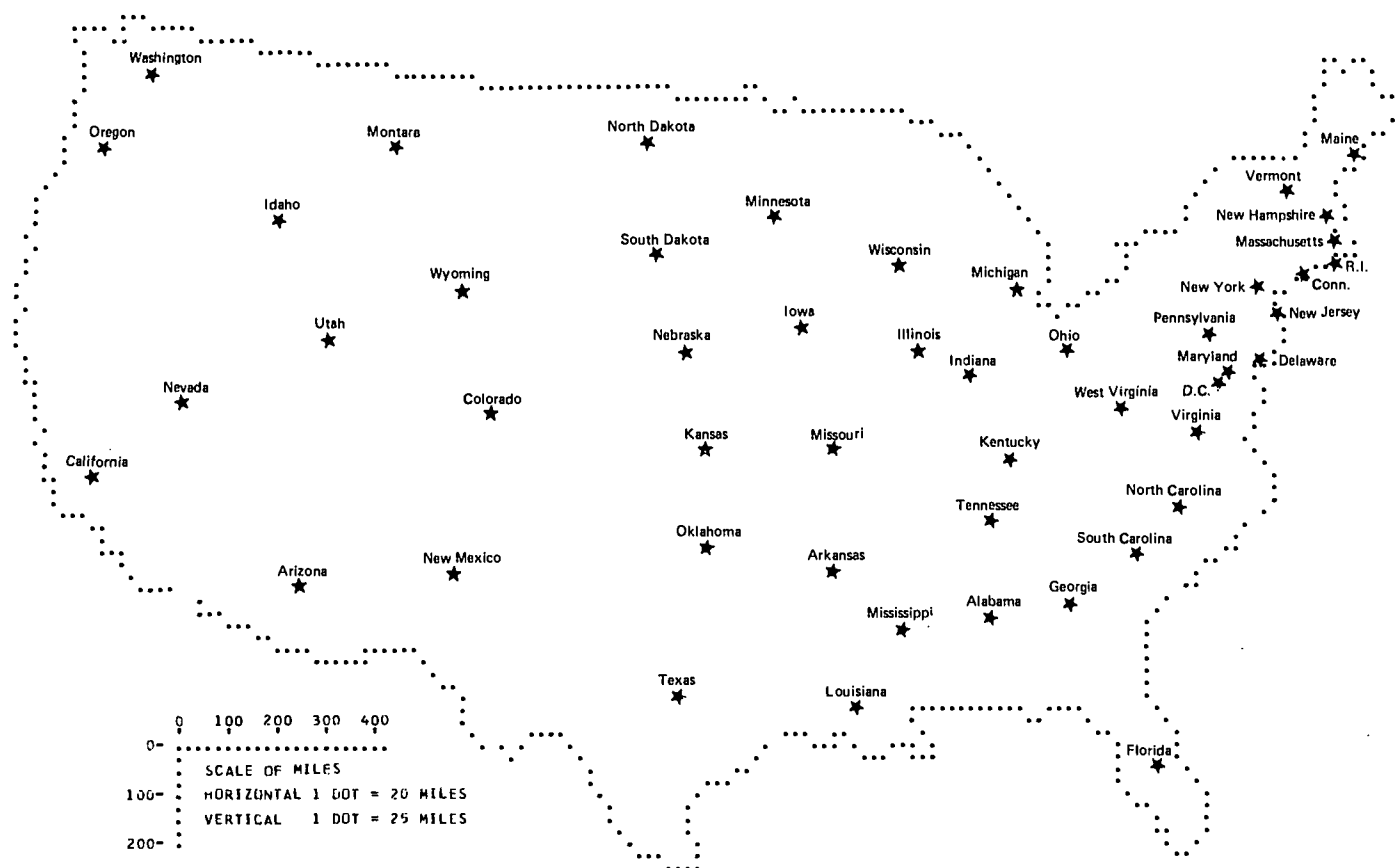 Washington
Oregon
Montara
North Dakota
Maine
Vermont
Idaho
Minnesota
New Hampshire
South Dakota
Massachusetts
Wisconsin
R.I.
Wyoming
Michigan
Conn.
New York
Utah
Iowa
New Jersey
Pennsylvania
Nebraska
Illinois
Ohio
Indiana
Maryland
Delaware
Nevada
D.C.
Colorado
West Virginia
Virginia
Kansas
Missouri
Kentucky
California
North Carolina
Tennessee
Oklahoma
South Carolina
New Mexico
Arkansas
Arizona
Georgia
Mississippi
Alabama
Texas
Louisiana
Florida
0 100 200 300 400
0-
SCALE OF MILES
100-
HORIZONTAL 1 DOT = 20 MILES
VERTICAL 1 DOT = 25 MILES
200-